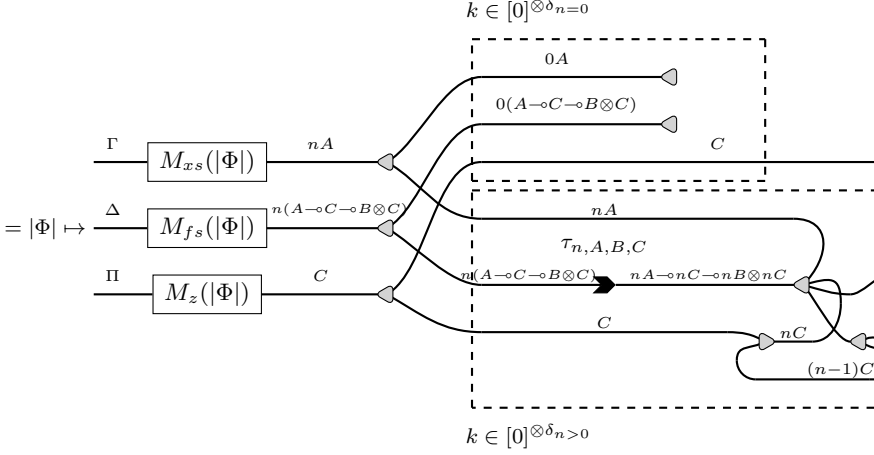 k ∈ [0]^{⊗δ_{n=0}}
0A
0(A⊸C⊸B⊗C)
Γ M_{xs}(|Φ|) nA C
nA
= |Φ| ↦ Δ M_{fs}(|Φ|) n(A⊸C⊸B⊗C)
τ_{n,A,B,C}
n(A⊸C⊸B⊗C) nA⊸nC⊸nB⊗nC
Π M_z(|Φ|) C
C nC
(n−1)C
k ∈ [0]^{⊗δ_{n>0}}